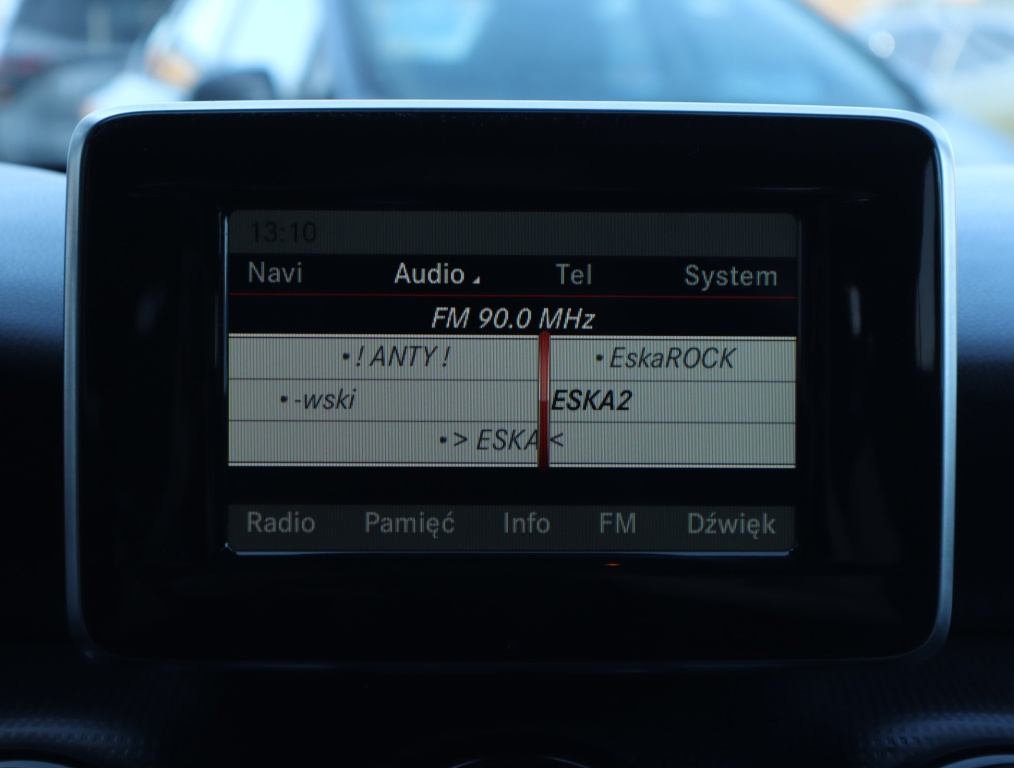 13:10
Navi Audio Tel System
FM 90.0 MHz
• ! ANTY ! • EskaROCK
• -wski ESKA2
• > ESKA <
Radio Pamięć Info FM Dźwięk